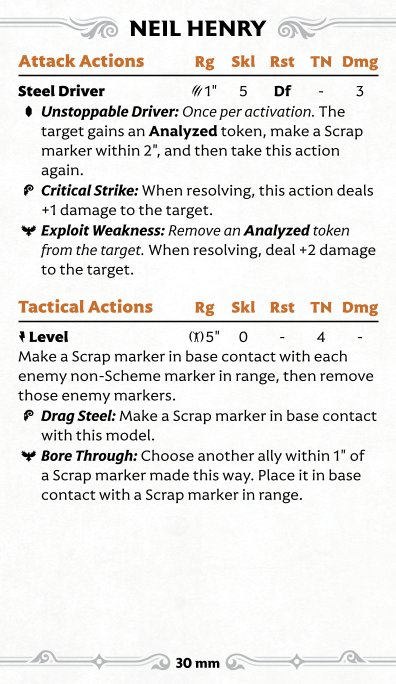 NEIL HENRY
Attack Actions Rg Skl Rst TN Dmg
Steel Driver 1" 5 Df - 3
Unstoppable Driver: Once per activation. The
target gains an Analyzed token, make a Scrap
marker within 2", and then take this action
again.
Critical Strike: When resolving, this action deals
+1 damage to the target.
Exploit Weakness: Remove an Analyzed token
from the target. When resolving, deal +2 damage
to the target.
Tactical Actions Rg Skl Rst TN Dmg
Level 5" 0 - 4 -
Make a Scrap marker in base contact with each
enemy non-Scheme marker in range, then remove
those enemy markers.
Drag Steel: Make a Scrap marker in base contact
with this model.
Bore Through: Choose another ally within 1" of
a Scrap marker made this way. Place it in base
contact with a Scrap marker in range.
30 mm